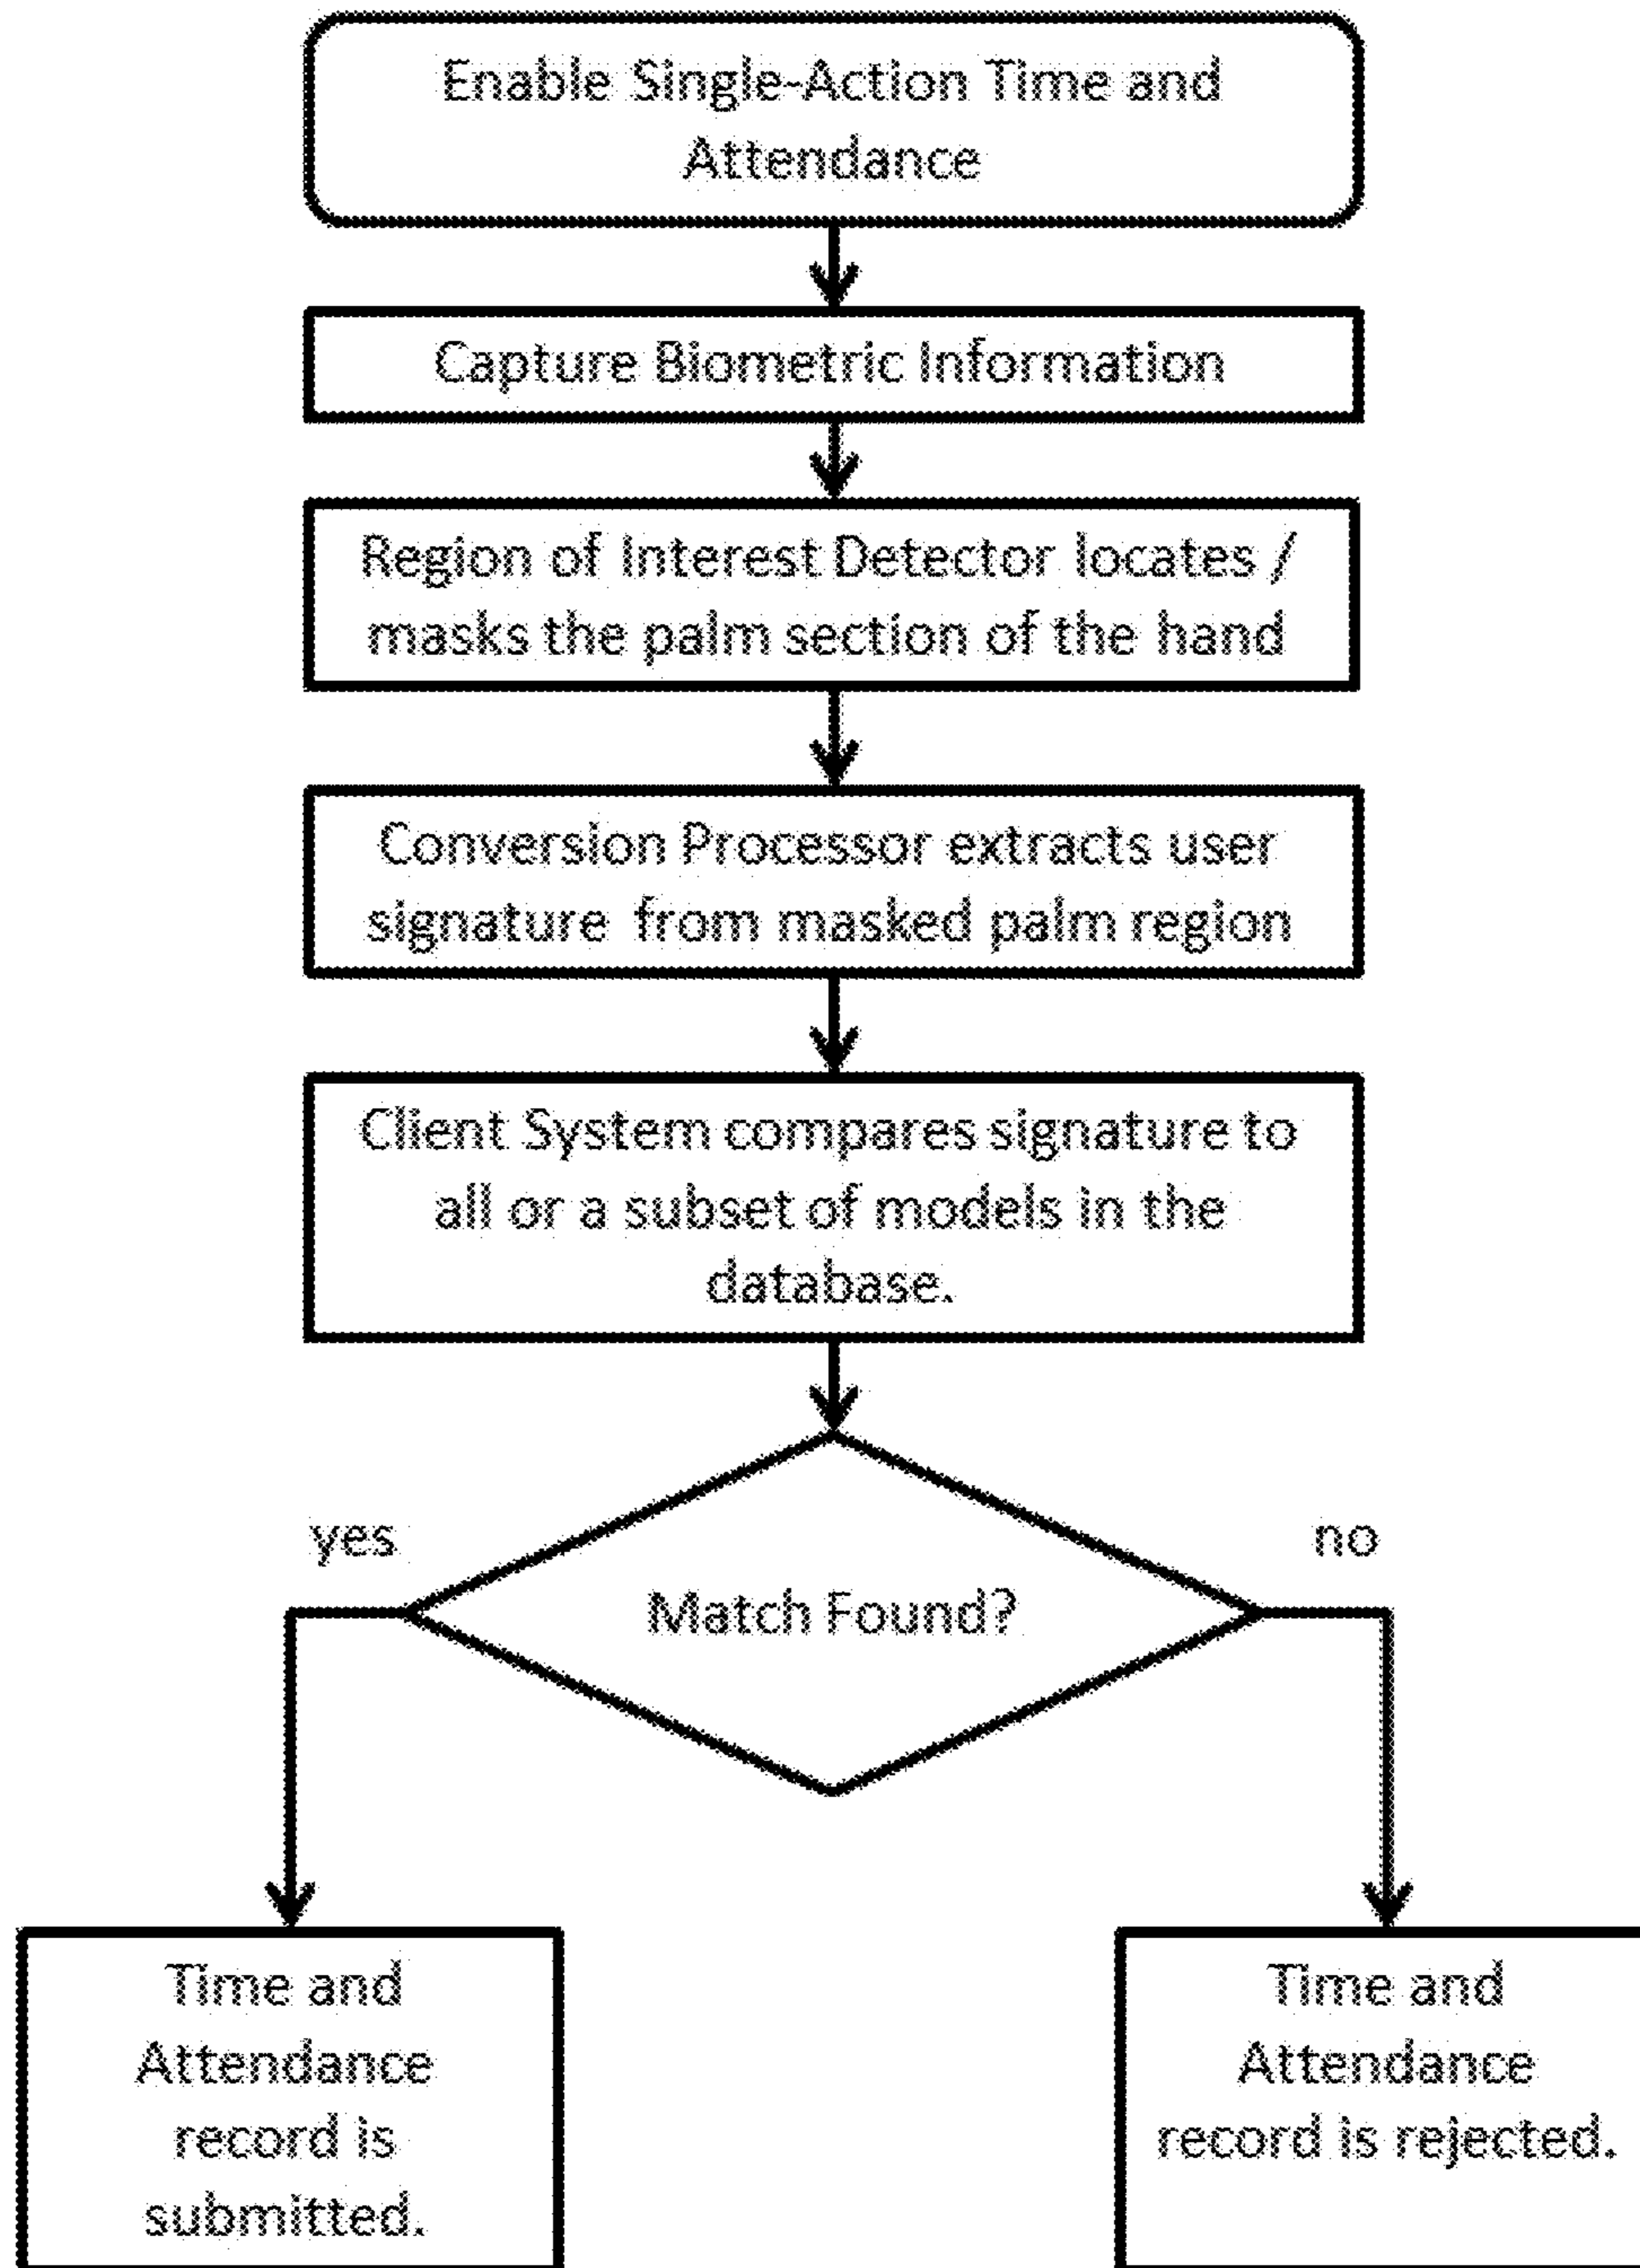 Enable Single-Action Time and
Attendance
Capture Biometric Information
Region of Interest Detector locates /
masks the palm section of the hand
Conversion Processor extracts user
signature from masked palm region
Client System compares signature to
all or a subset of models in the
database.
yes
no
Match Found?
Time and
Attendance
record is
submitted.
Time and
Attendance
record is rejected.